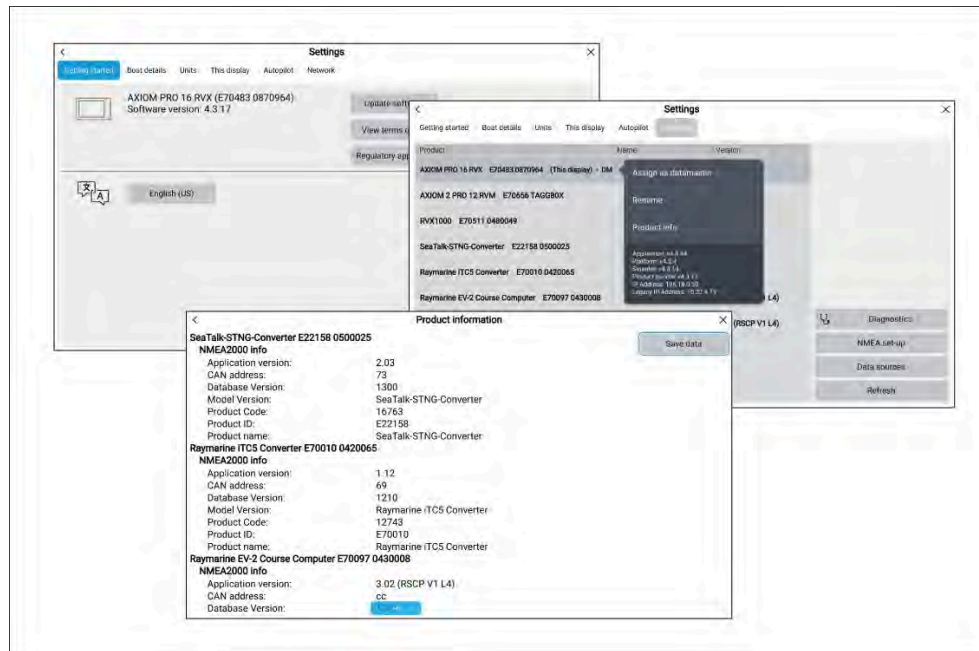 Settings
Getting started Boat details Units This display Autopilot Network
AXIOM PRO 16 RVX (E70483 0870964)
Software version: 4.3.17
Update soft
View terms o
Regulatory app
English (US)
Settings
Getting started Boat details Units This display Autopilot
Product Name Version
AXIOM PRO 16 RVX E70483 0870964 (This display) - DM
Assign as datamaster
AXIOM 2 PRO 12 RVM E70656 TAGG80X
Rename
RVX1000 E70511 0480049
Product info
SeaTalk-STNG-Converter E22158 0500025
Raymarine iTC5 Converter E70010 0420065
Raymarine EV-2 Course Computer E70097 0430008
L4)
(RSCP V1 L4)
Diagnostics
NMEA set-up
Data sources
Refresh
Product information
Save data
SeaTalk-STNG-Converter E22158 0500025
NMEA2000 info
Application version: 2.03
CAN address: 73
Database Version: 1300
Model Version: SeaTalk-STNG-Converter
Product Code: 16763
Product ID: E22158
Product name: SeaTalk-STNG-Converter
Raymarine iTC5 Converter E70010 0420065
NMEA2000 info
Application version: 1.12
CAN address: 69
Database Version: 1210
Model Version: Raymarine iTC5 Converter
Product Code: 12743
Product ID: E70010
Product name: Raymarine iTC5 Converter
Raymarine EV-2 Course Computer E70097 0430008
NMEA2000 info
Application version: 3.02 (RSCP V1 L4)
CAN address: cc
Database Version: